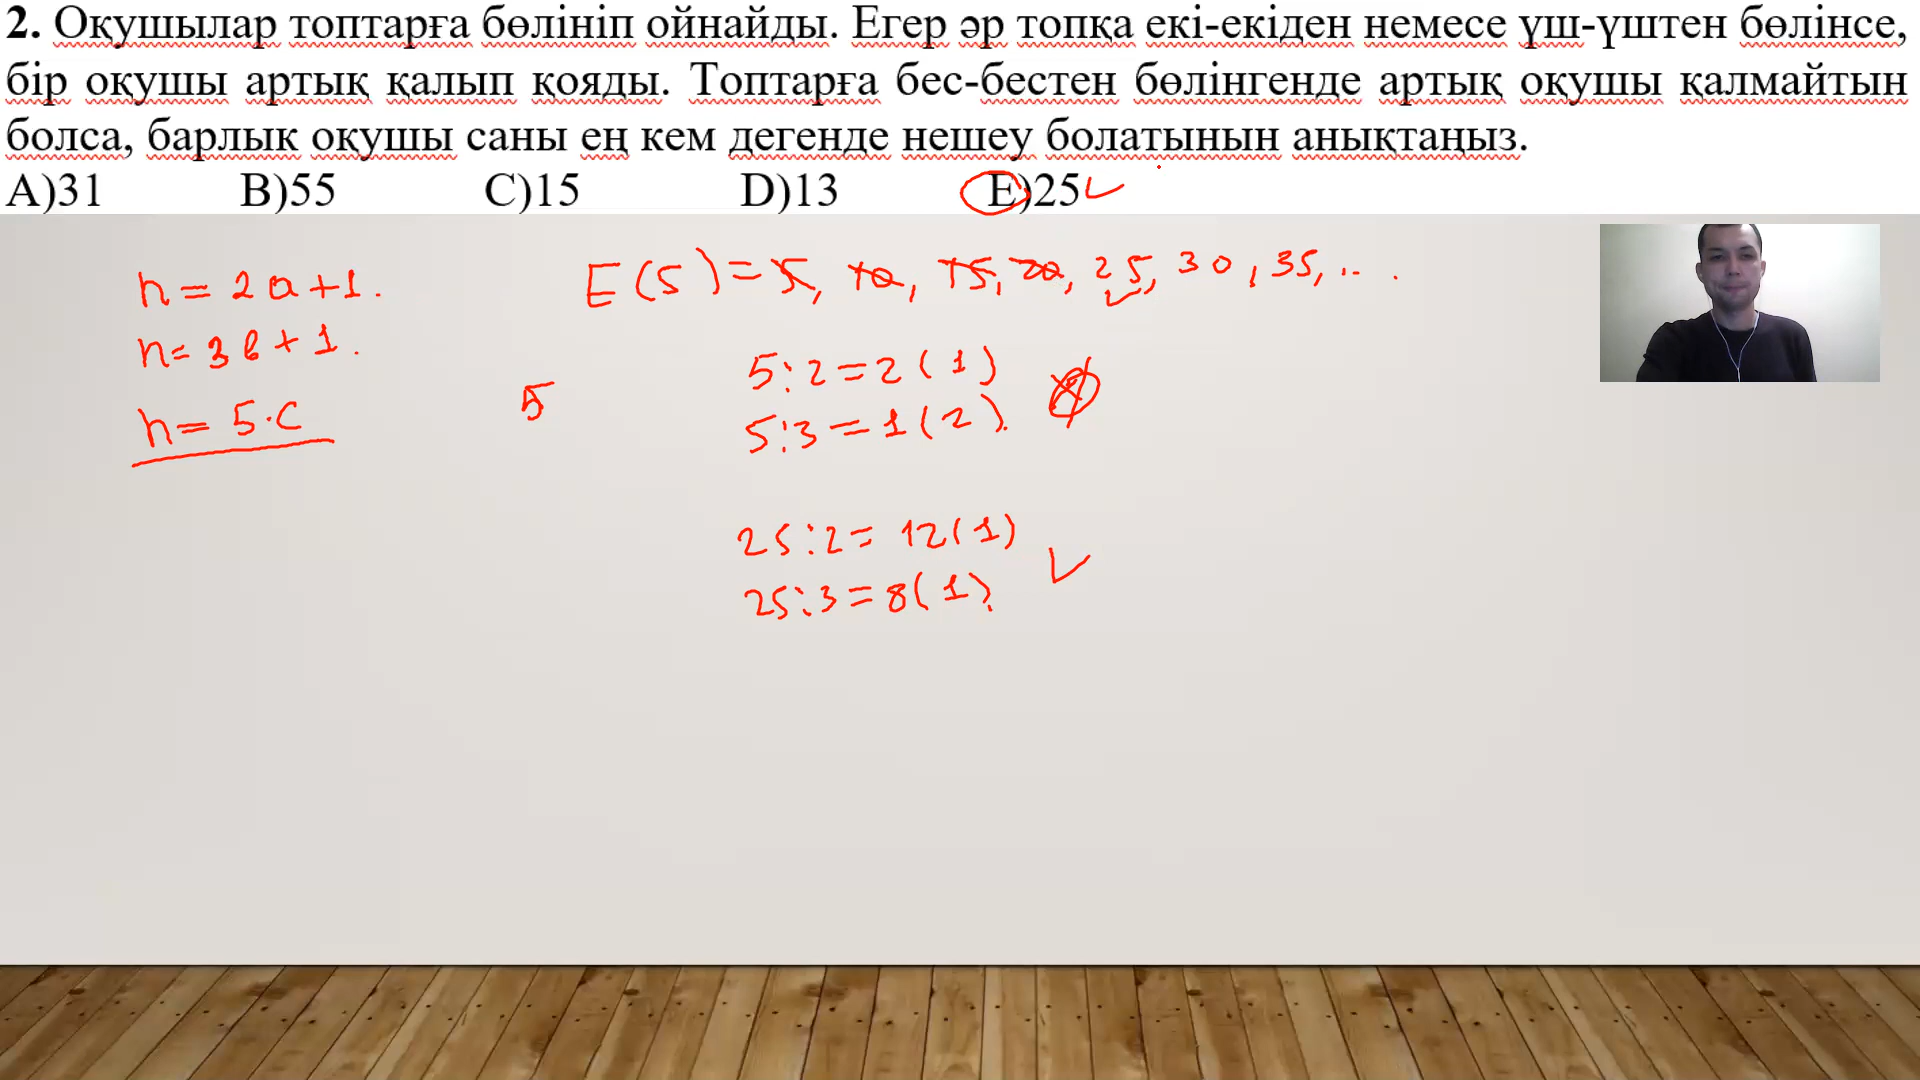 2. Оқушылар топтарға бөлініп ойнайды. Егер әр топқа екі-екіден немесе үш-үштен бөлінсе,
бір оқушы артық қалып қояды. Топтарға бес-бестен бөлінгенде артық оқушы қалмайтын
болса, барлық оқушы саны ең кем дегенде нешеу болатынын анықтаңыз.
A)31 B)55 C)15 D)13 E)25
n = 2a+1.
n= 3b+1.
n= 5·c
E(5)=5, 10, 15, 20, 25, 30, 35, ...
5
5:2=2(1)
5:3=1(2).
25:2= 12(1)
25:3=8(1).